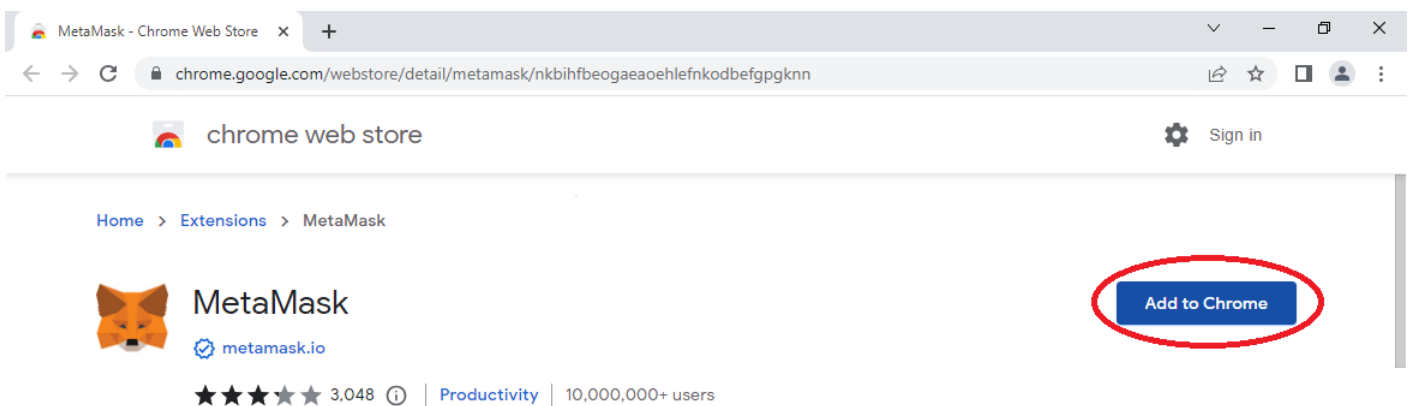 MetaMask - Chrome Web Store
chrome.google.com/webstore/detail/metamask/nkbihfbeogaeaoehlefnkodbefgpgknn
chrome web store
Sign in
Home > Extensions > MetaMask
MetaMask
Add to Chrome
metamask.io
3,048 | Productivity | 10,000,000+ users